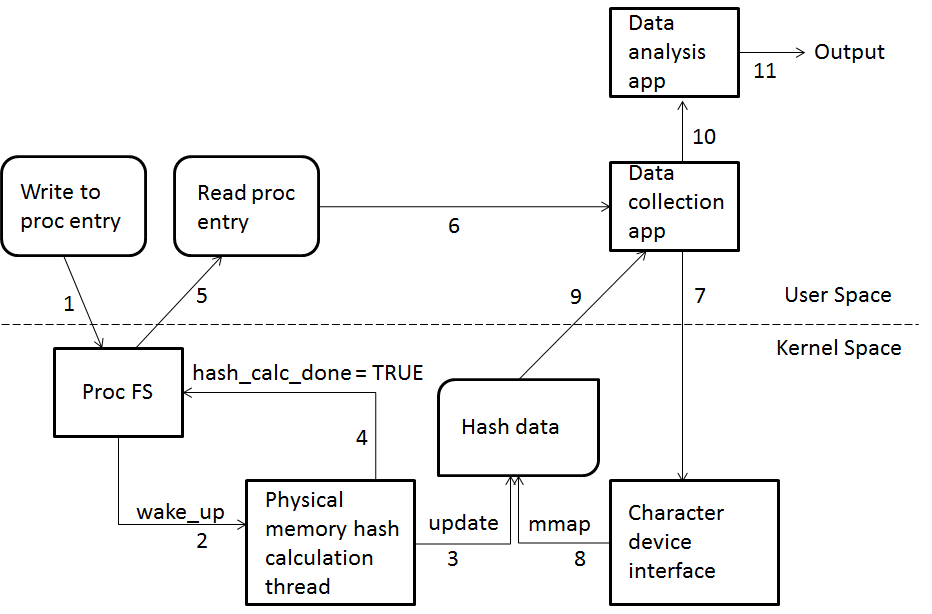 Data
analysis
app
11
Output
10
Write to
proc entry
Read proc
entry
6
Data
collection
app
1
5
9
7
User Space
Kernel Space
Proc FS
hash_calc_done = TRUE
4
Hash data
wake_up
2
Physical
memory hash
calculation
thread
update
3
mmap
8
Character
device
interface